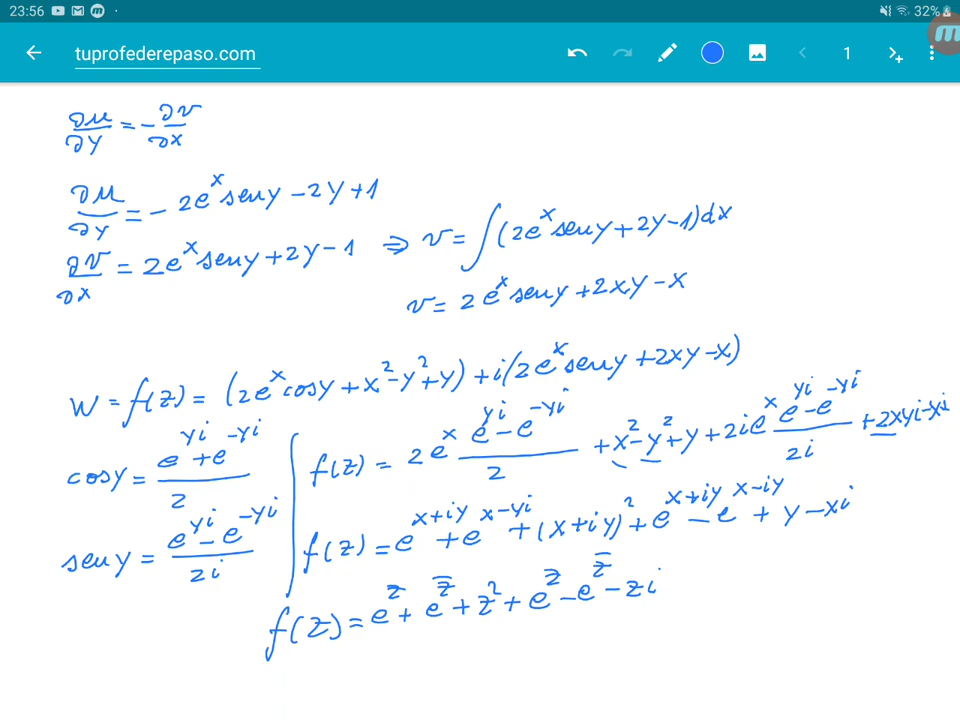 23:56 32%
tuprofederepaso.com 1
∂u/∂y = -∂v/∂x
∂u/∂y = -2e^x seny - 2y + 1
∂v/∂x = 2e^x seny + 2y - 1 ⇒ v = ∫(2e^x seny + 2y - 1)dx
v = 2e^x seny + 2xy - x
W = f(z) = (2e^x cosy + x² - y² + y) + i(2e^x seny + 2xy - x)
cosy = (e^yi + e^-yi)/2
f(z) = 2e^x (e^yi - e^-yi)/2 + x² - y² + y + 2ie^x (e^yi - e^-yi)/2i + 2xyi - xi
seny = (e^yi - e^-yi)/2i
f(z) = e^x+iy + e^x-yi + (x+iy)² + e^x+iy - e^x-iy + y - xi
f(z) = e^z + e^z̅ + z² + e^z - e^z̅ - zi